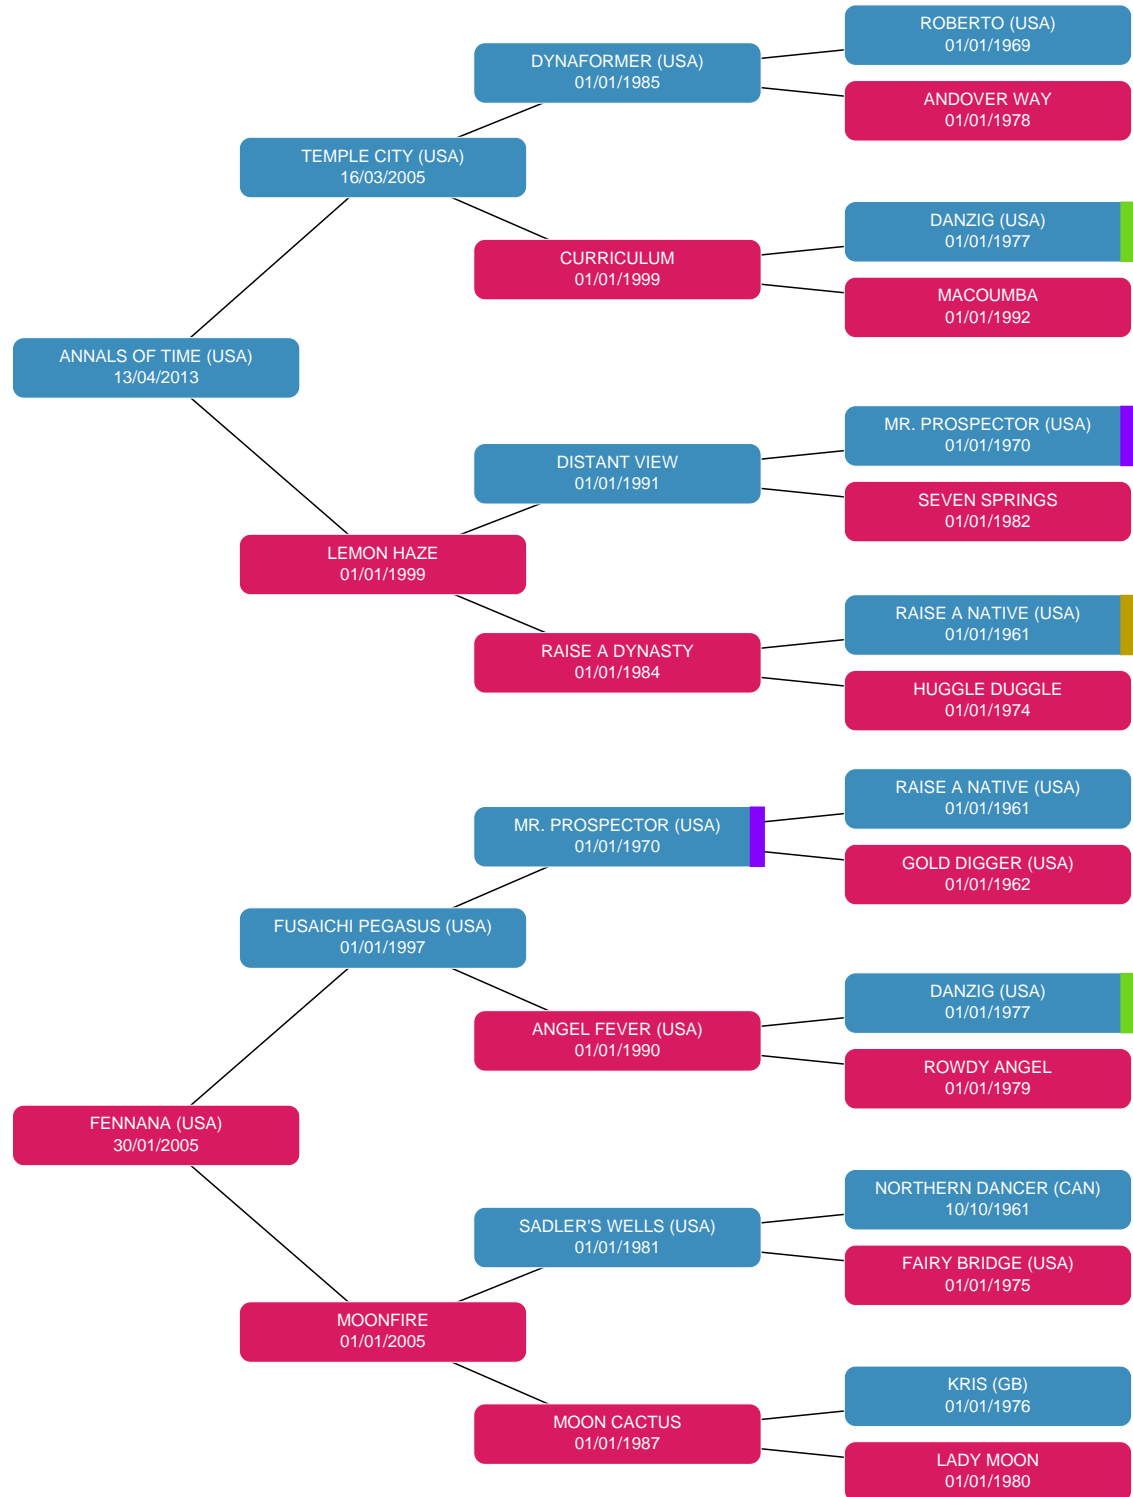 ROBERTO (USA)
01/01/1969
DYNAFORMER (USA)
01/01/1985
ANDOVER WAY
01/01/1978
TEMPLE CITY (USA)
16/03/2005
DANZIG (USA)
01/01/1977
CURRICULUM
01/01/1999
MACOUMBA
01/01/1992
ANNALS OF TIME (USA)
13/04/2013
MR. PROSPECTOR (USA)
01/01/1970
DISTANT VIEW
01/01/1991
SEVEN SPRINGS
01/01/1982
LEMON HAZE
01/01/1999
RAISE A NATIVE (USA)
01/01/1961
RAISE A DYNASTY
01/01/1984
HUGGLE DUGGLE
01/01/1974
RAISE A NATIVE (USA)
01/01/1961
MR. PROSPECTOR (USA)
01/01/1970
GOLD DIGGER (USA)
01/01/1962
FUSAICHI PEGASUS (USA)
01/01/1997
DANZIG (USA)
01/01/1977
ANGEL FEVER (USA)
01/01/1990
ROWDY ANGEL
01/01/1979
FENNANA (USA)
30/01/2005
NORTHERN DANCER (CAN)
10/10/1961
SADLER'S WELLS (USA)
01/01/1981
FAIRY BRIDGE (USA)
01/01/1975
MOONFIRE
01/01/2005
KRIS (GB)
01/01/1976
MOON CACTUS
01/01/1987
LADY MOON
01/01/1980